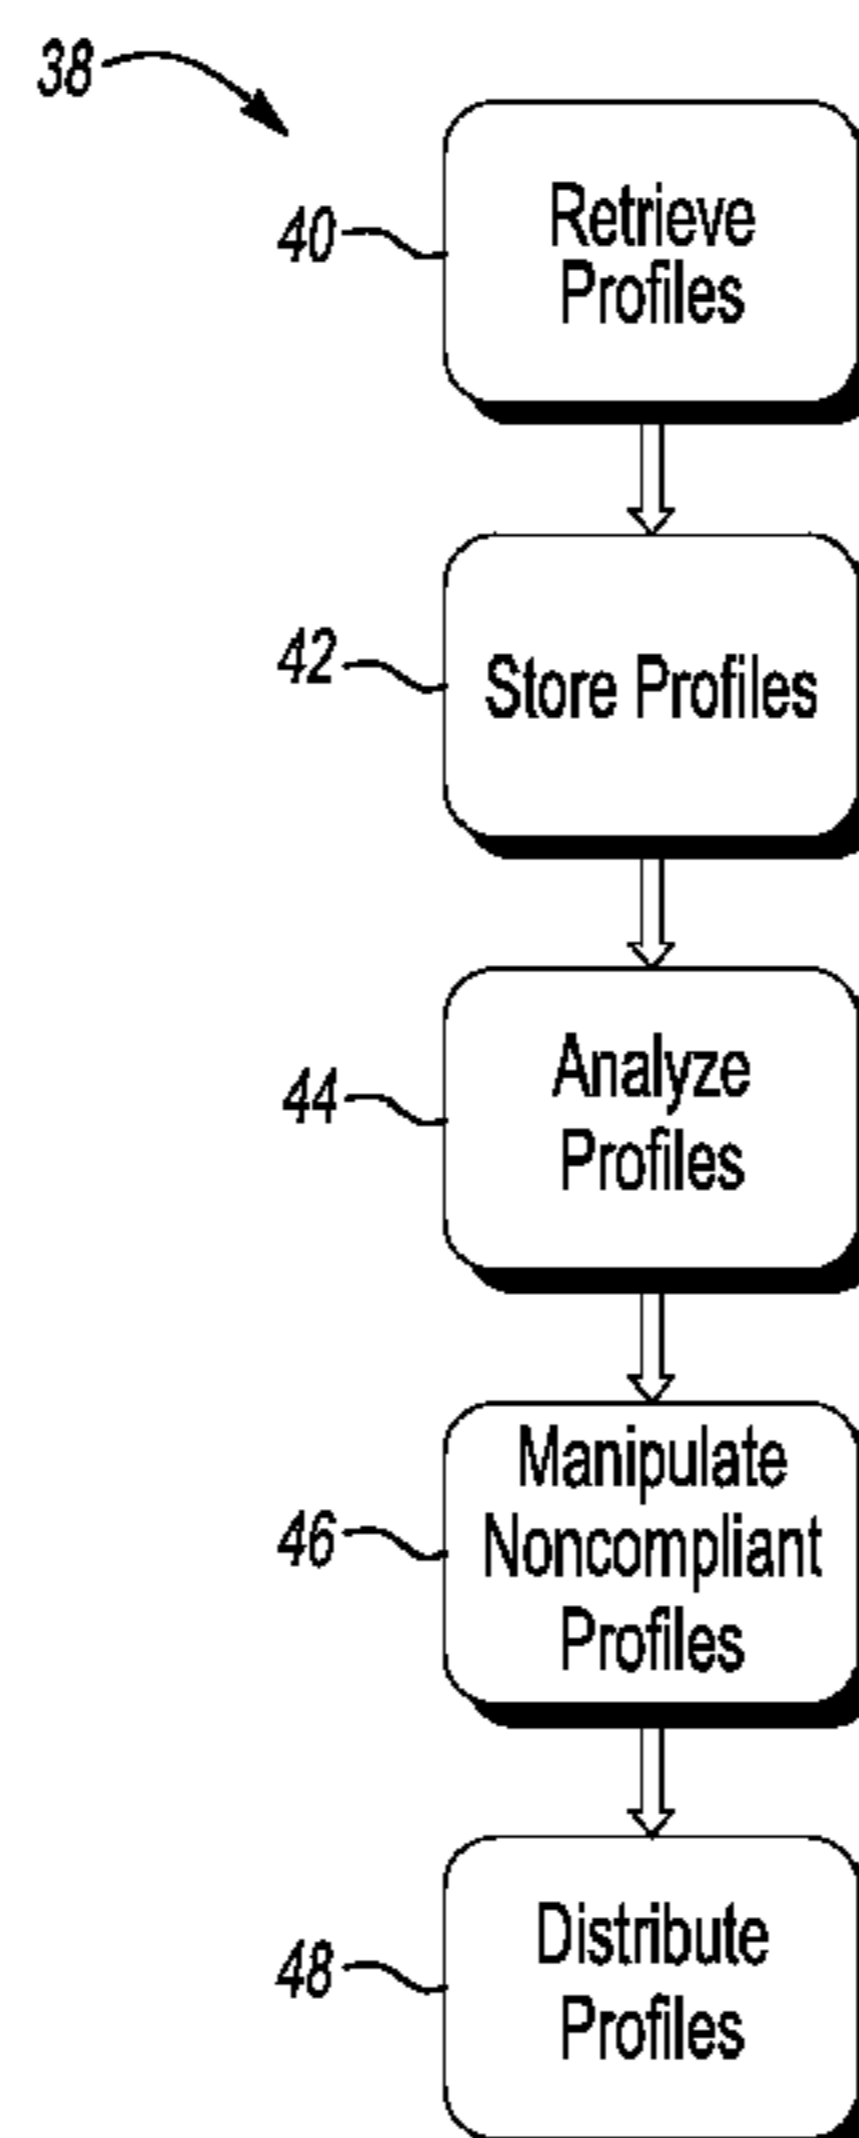 38
40
Retrieve
Profiles
42
Store Profiles
44
Analyze
Profiles
46
Manipulate
Noncompliant
Profiles
48
Distribute
Profiles